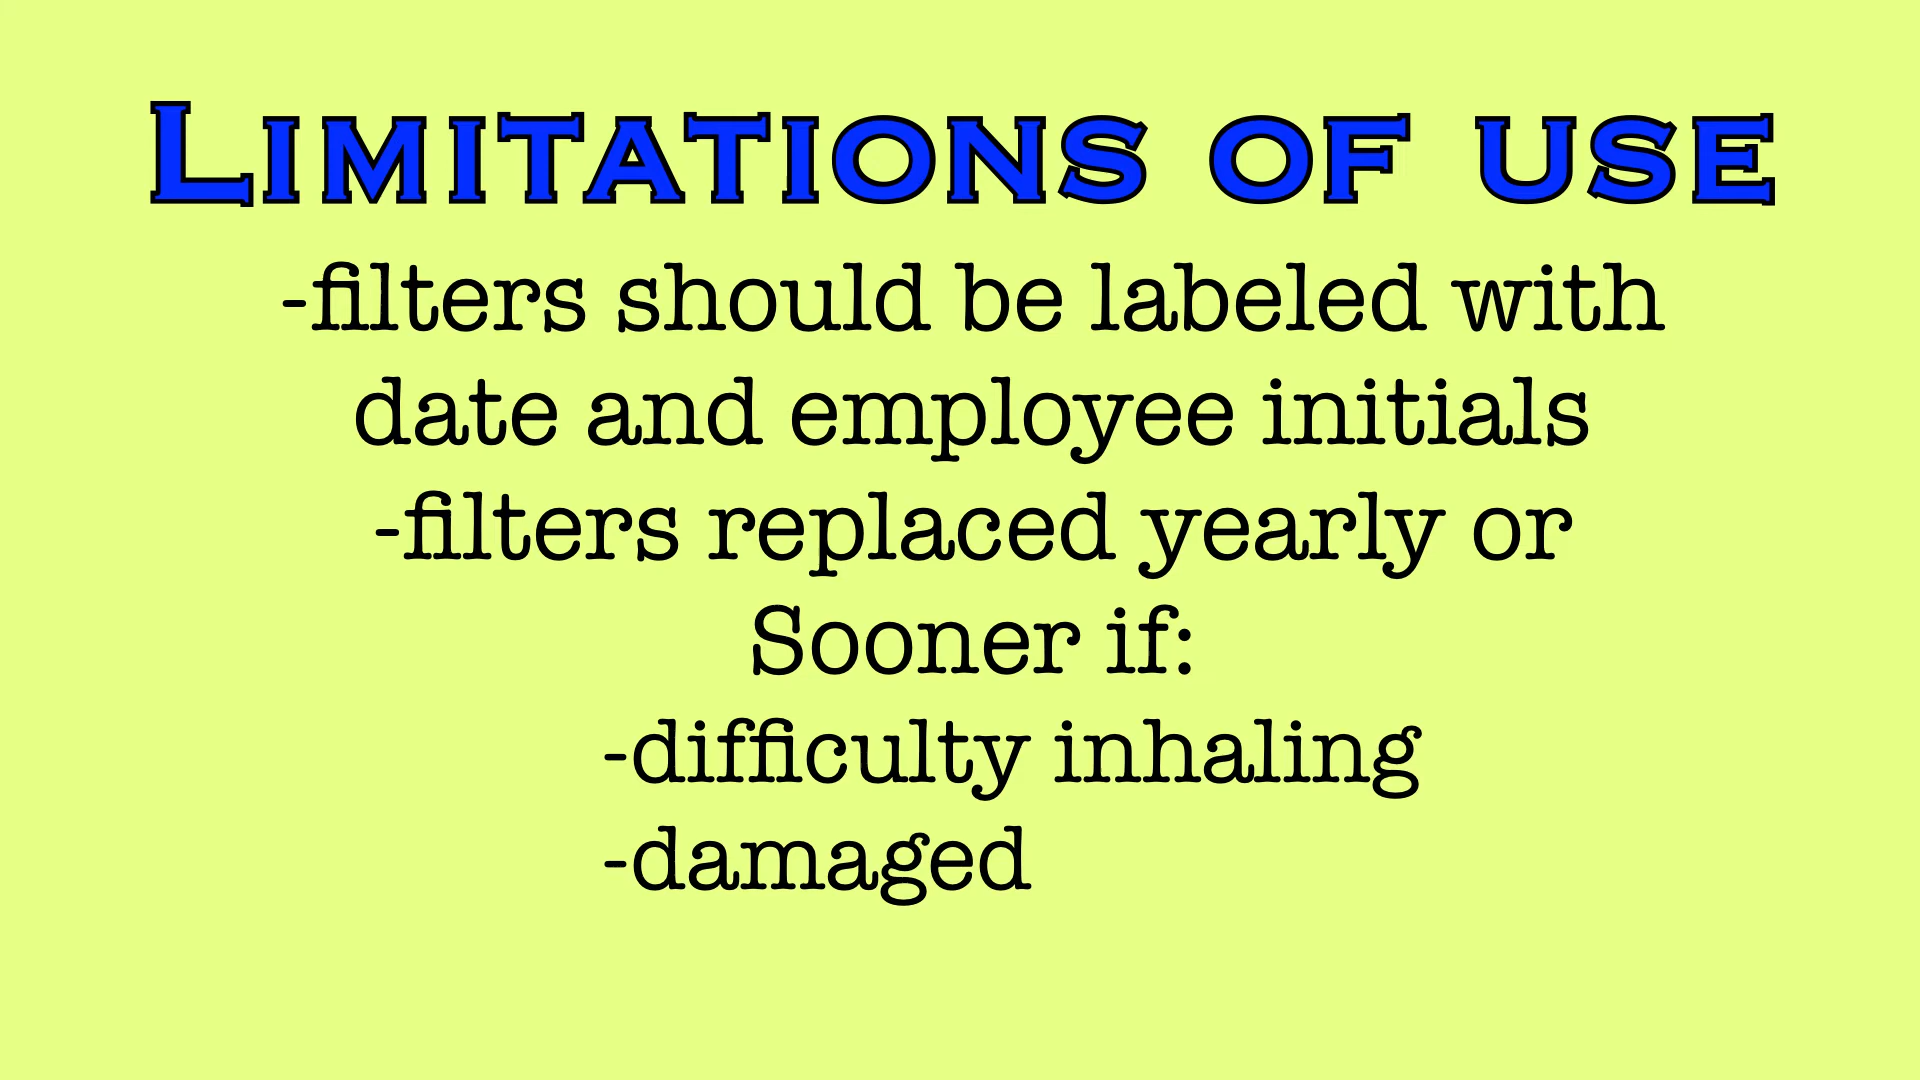 Limitations of use
-filters should be labeled with
date and employee initials
-filters replaced yearly or
Sooner if:
-difficulty inhaling
-damaged